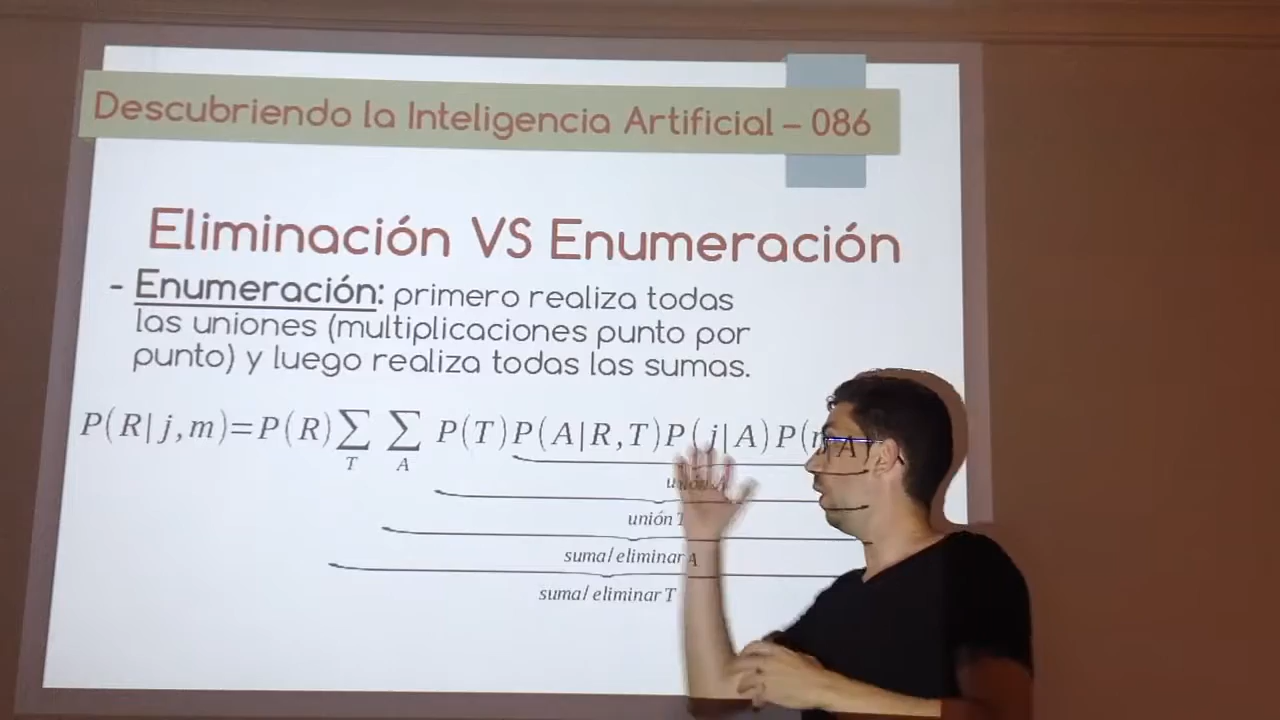 Descubriendo la Inteligencia Artificial – 086
Eliminación VS Enumeración
- Enumeración: primero realiza todas
las uniones (multiplicaciones punto por
punto) y luego realiza todas las sumas.
P(R|j,m)=P(R)∑∑ P(T)P(A|R,T)P(j|A)P(m|A)
T A
unión A
unión T
suma/eliminar A
suma/eliminar T